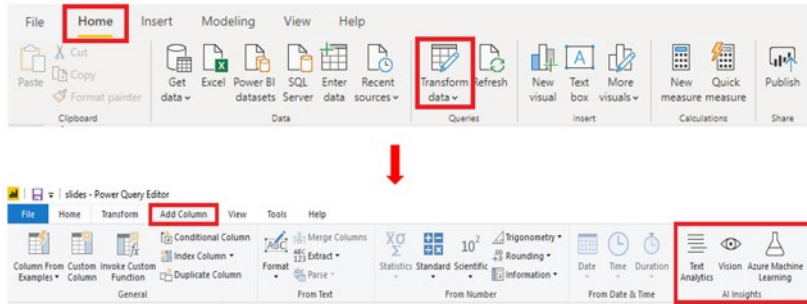 File Home Insert Modeling View Help
Paste
Cut
Copy
Format painter
Clipboard
Get data
Excel
Power BI datasets
SQL Server
Enter data
Recent sources
Data
Transform data
Refresh
Queries
New visual
Text box
More visuals
Insert
New measure
Quick measure
Calculations
Publish
Share
slides - Power Query Editor
File Home Transform Add Column View Tools Help
Column From Examples
Custom Column
Invoke Custom Function
Conditional Column
Index Column
Duplicate Column
General
Format
Merge Columns
Extract
Parse
From Text
Statistics
Standard
Scientific
Trigonometry
Rounding
Information
From Number
Date
Time
Duration
From Date & Time
Text Analytics
Vision
Azure Machine Learning
AI Insights